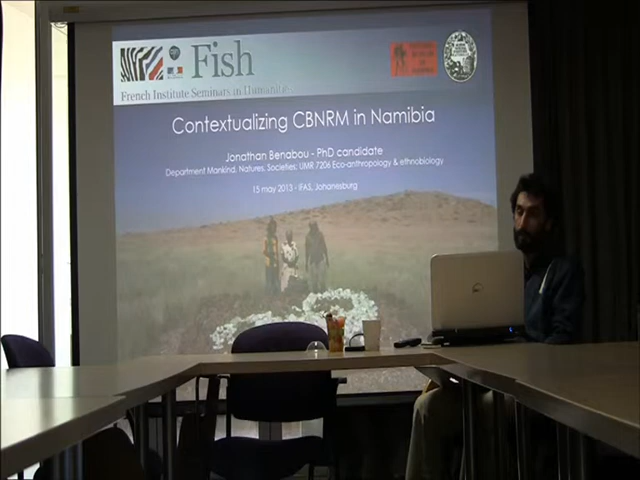 Fish
French Institute Seminars in Humanities
Contextualizing CBNRM in Namibia
Jonathan Benabou - PhD candidate
Department Mankind, Natures, Societies; UMR 7206 Eco-anthropology & ethnobiology
15 may 2013 - IFAS, Johannesburg
DELL